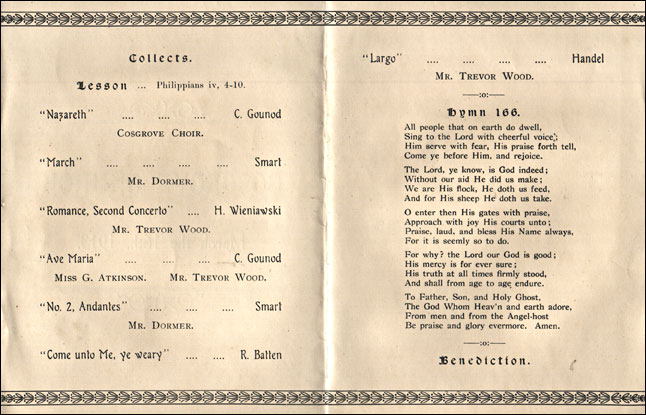 Collects.
Lesson ... Philippians iv, 4-10.
"Nazareth" .... .... .... C. Gounod
COSGROVE CHOIR.
"March" .... .... .... .... Smart
MR. DORMER.
"Romance, Second Concerto" .... H. Wieniawski
MR. TREVOR WOOD.
"Ave Maria" .... .... .... C. Gounod
MISS G. ATKINSON. MR. TREVOR WOOD.
"No. 2, Andantes" .... .... Smart
MR. DORMER.
"Come unto Me, ye weary" .... .... R. Batten
"Largo" .... .... .... .... Handel
MR. TREVOR WOOD.
—:o:—
Hymn 166.
All people that on earth do dwell,
Sing to the Lord with cheerful voice;
Him serve with fear, His praise forth tell,
Come ye before Him, and rejoice.
The Lord, ye know, is God indeed;
Without our aid He did us make;
We are His flock, He doth us feed,
And for His sheep He doth us take.
O enter then His gates with praise,
Approach with joy His courts unto;
Praise, laud, and bless His Name always,
For it is seemly so to do.
For why? the Lord our God is good;
His mercy is for ever sure;
His truth at all times firmly stood,
And shall from age to age endure.
To Father, Son, and Holy Ghost,
The God Whom Heav'n and earth adore,
From men and from the Angel-host
Be praise and glory evermore. Amen.
—:o:—
Benediction.